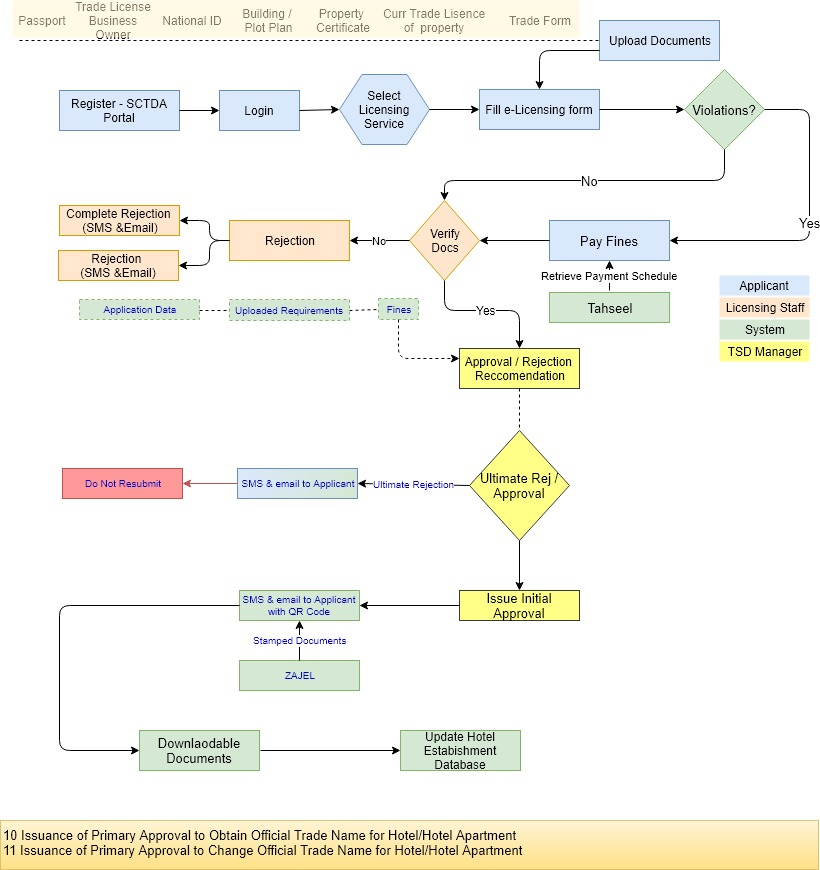 Passport
Trade License
Business
Owner
National ID
Building /
Plot Plan
Property
Certificate
Curr Trade Lisence
of property
Trade Form
Upload Documents
Register - SCTDA
Portal
Login
Select
Licensing
Service
Fill e-Licensing form
Violations?
No
Yes
Complete Rejection
(SMS &Email)
Rejection
(SMS &Email)
Rejection
No
Verify
Docs
Pay Fines
Retrieve Payment Schedule
Tahseel
Applicant
Licensing Staff
System
TSD Manager
Application Data
Uploaded Requirements
Fines
Yes
Approval / Rejection
Reccomendation
Do Not Resubmit
SMS & email to Applicant
Ultimate Rejection
Ultimate Rej /
Approval
SMS & email to Applicant
with QR Code
Issue Initial
Approval
Stamped Documents
ZAJEL
Downlaodable
Documents
Update Hotel
Estabishment
Database
10 Issuance of Primary Approval to Obtain Official Trade Name for Hotel/Hotel Apartment
11 Issuance of Primary Approval to Change Official Trade Name for Hotel/Hotel Apartment